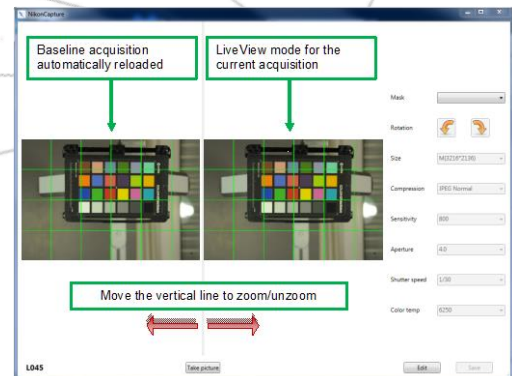 NikonCapture
Baseline acquisition
automatically reloaded
LiveView mode for the
current acquisition
Mask
Rotation
Size
M(3216*2136)
Compression
JPEG Normal
Sensitivity
800
Aperture
4.0
Shutter speed
1/30
Color temp
6250
Move the vertical line to zoom/unzoom
L045
Take picture
Edit
Save